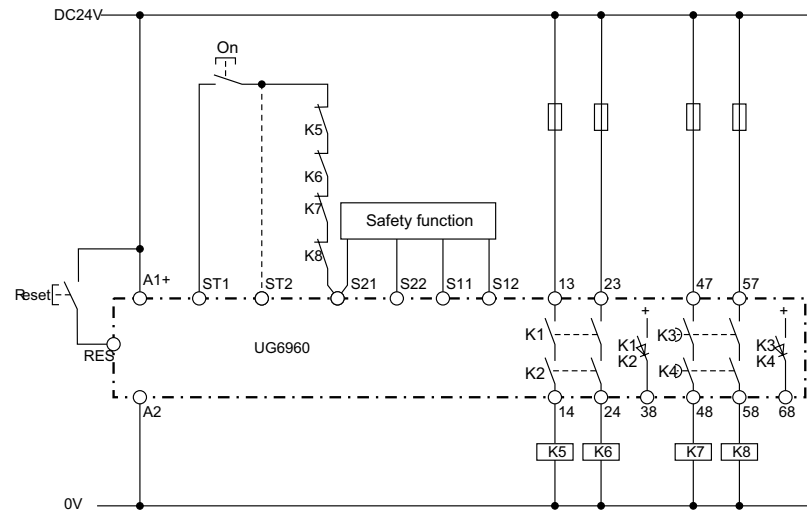 DC24V
On
K5
K6
K7
K8
Safety function
Reset
A1+ ST1 ST2 S21 S22 S11 S12 13 23 47 57
RES
UG6960
K1 K1 K3 K3
K2 K2 K4 K4
A2 14 24 38 48 58 68
K5 K6 K7 K8
0V
+ +